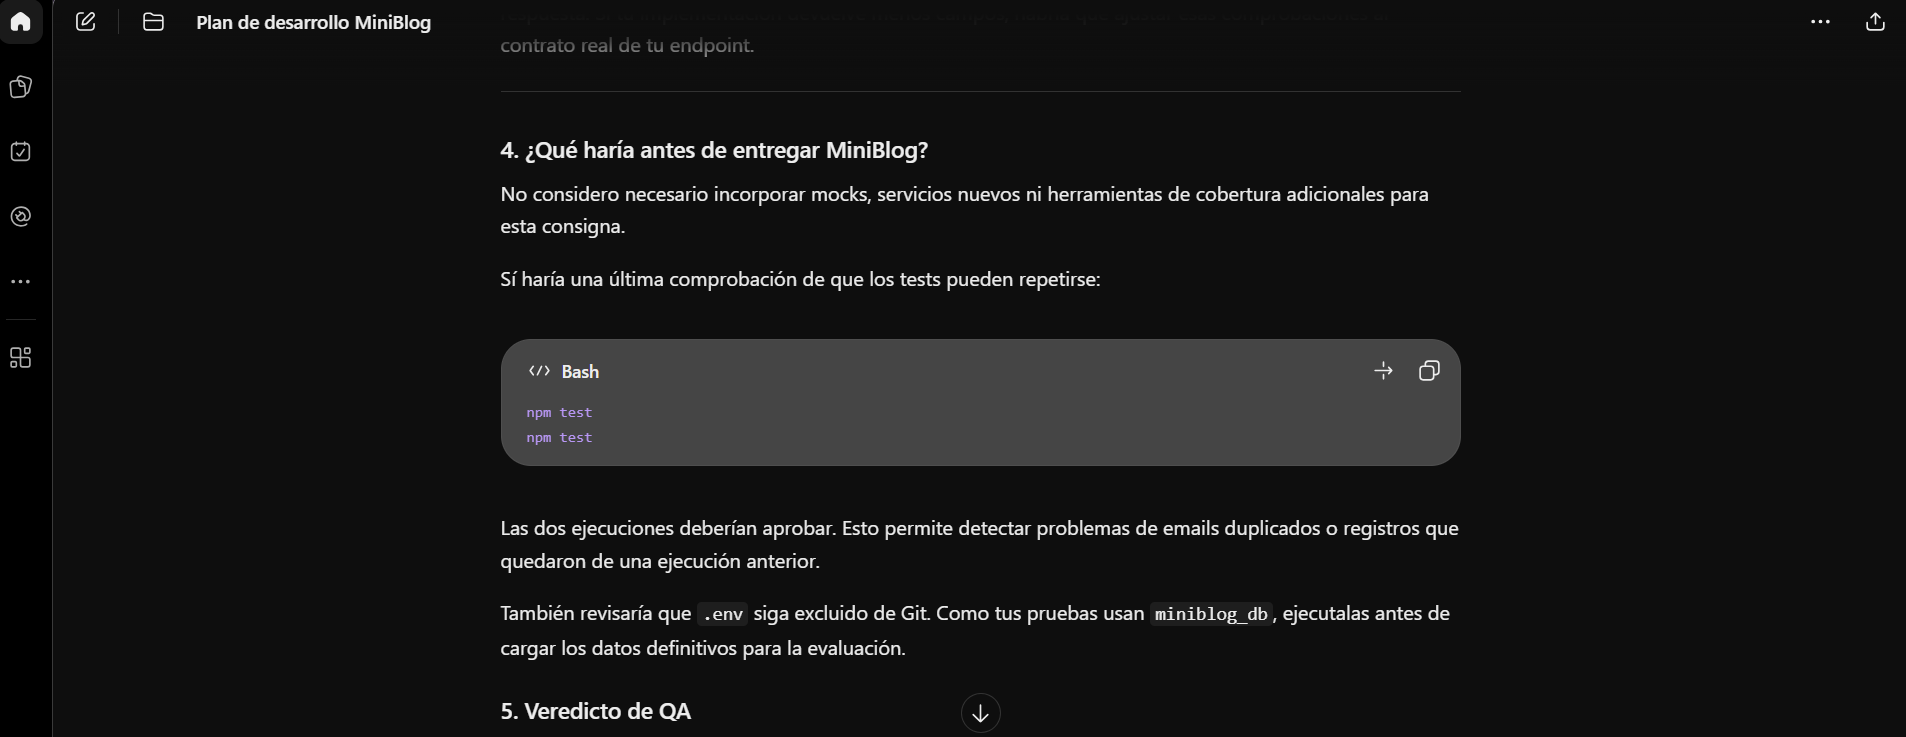 Plan de desarrollo MiniBlog
contrato real de tu endpoint.
4. ¿Qué haría antes de entregar MiniBlog?
No considero necesario incorporar mocks, servicios nuevos ni herramientas de cobertura adicionales para
esta consigna.
Sí haría una última comprobación de que los tests pueden repetirse:
Bash
npm test
npm test
Las dos ejecuciones deberían aprobar. Esto permite detectar problemas de emails duplicados o registros que
quedaron de una ejecución anterior.
También revisaría que .env siga excluido de Git. Como tus pruebas usan miniblog_db, ejecutalas antes de
cargar los datos definitivos para la evaluación.
5. Veredicto de QA